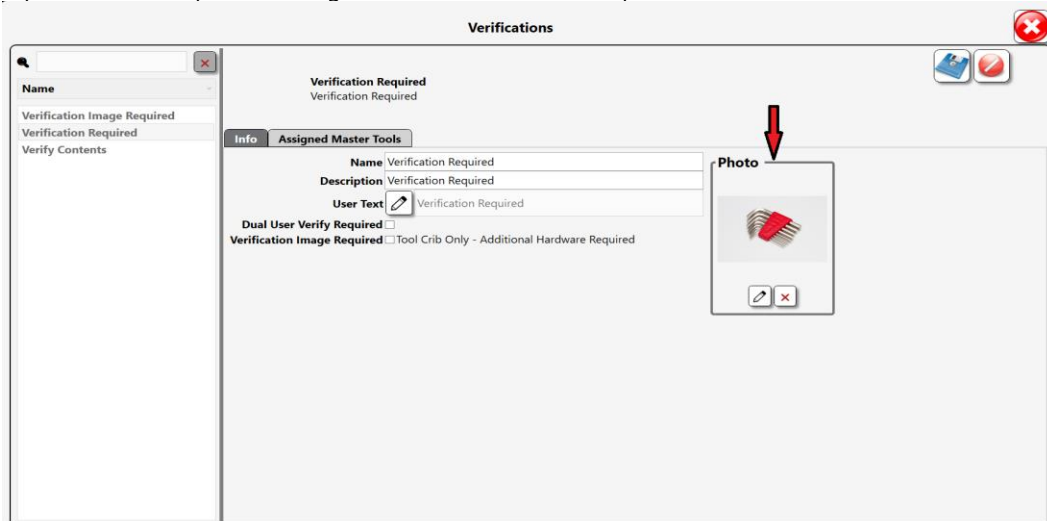 Verifications
Name
Verification Image Required
Verification Required
Verify Contents
Verification Required
Verification Required
Info Assigned Master Tools
Name Verification Required
Description Verification Required
User Text Verification Required
Dual User Verify Required
Verification Image Required Tool Crib Only - Additional Hardware Required
Photo